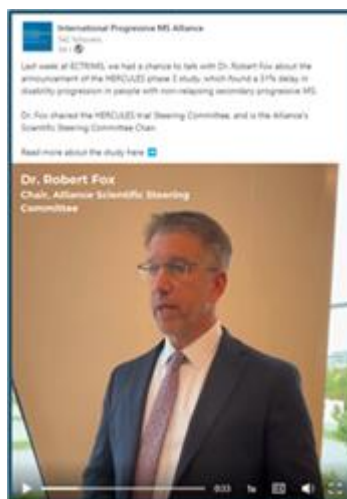 International Progressive MS Alliance
Last week at ECTRIMS, we had a chance to talk with Dr. Robert Fox about the
announcement of the HERCULES phase 3 study, which found a 31% delay in
disability progression in people with non-relapsing secondary progressive MS.
Dr. Fox chaired the HERCULES trial Steering Committee, and is the Alliance's
Scientific Steering Committee Chair.
Read more about the study here
Dr. Robert Fox
Chair, Alliance Scientific Steering
Committee
0:33
1x